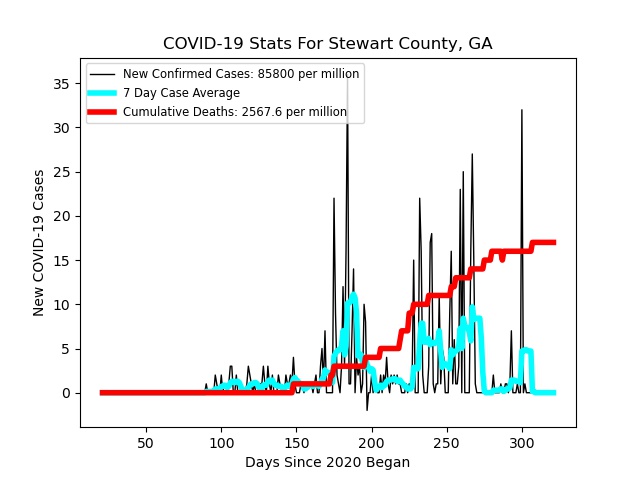 COVID-19 Stats For Stewart County, GA
New Confirmed Cases: 85800 per million
7 Day Case Average
Cumulative Deaths: 2567.6 per million
New COVID-19 Cases
35
30
25
20
15
10
5
0
50 100 150 200 250 300
Days Since 2020 Began